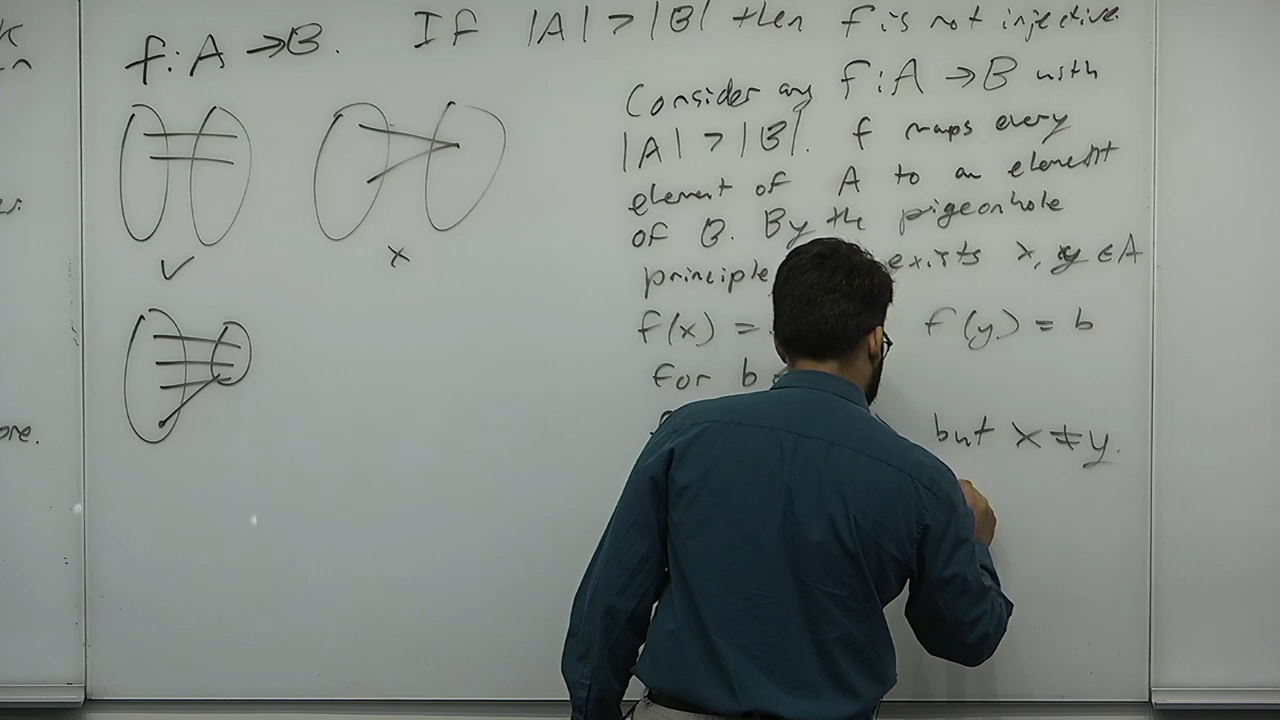 f: A → B. If |A| > |B| then f is not injective.
Consider any f: A → B with
|A| > |B|. f maps every
element of A to an element
of B. By the pigeonhole
principle exists x, y ∈ A
f(x) = f(y) = b
for b
but x ≠ y.
ore.